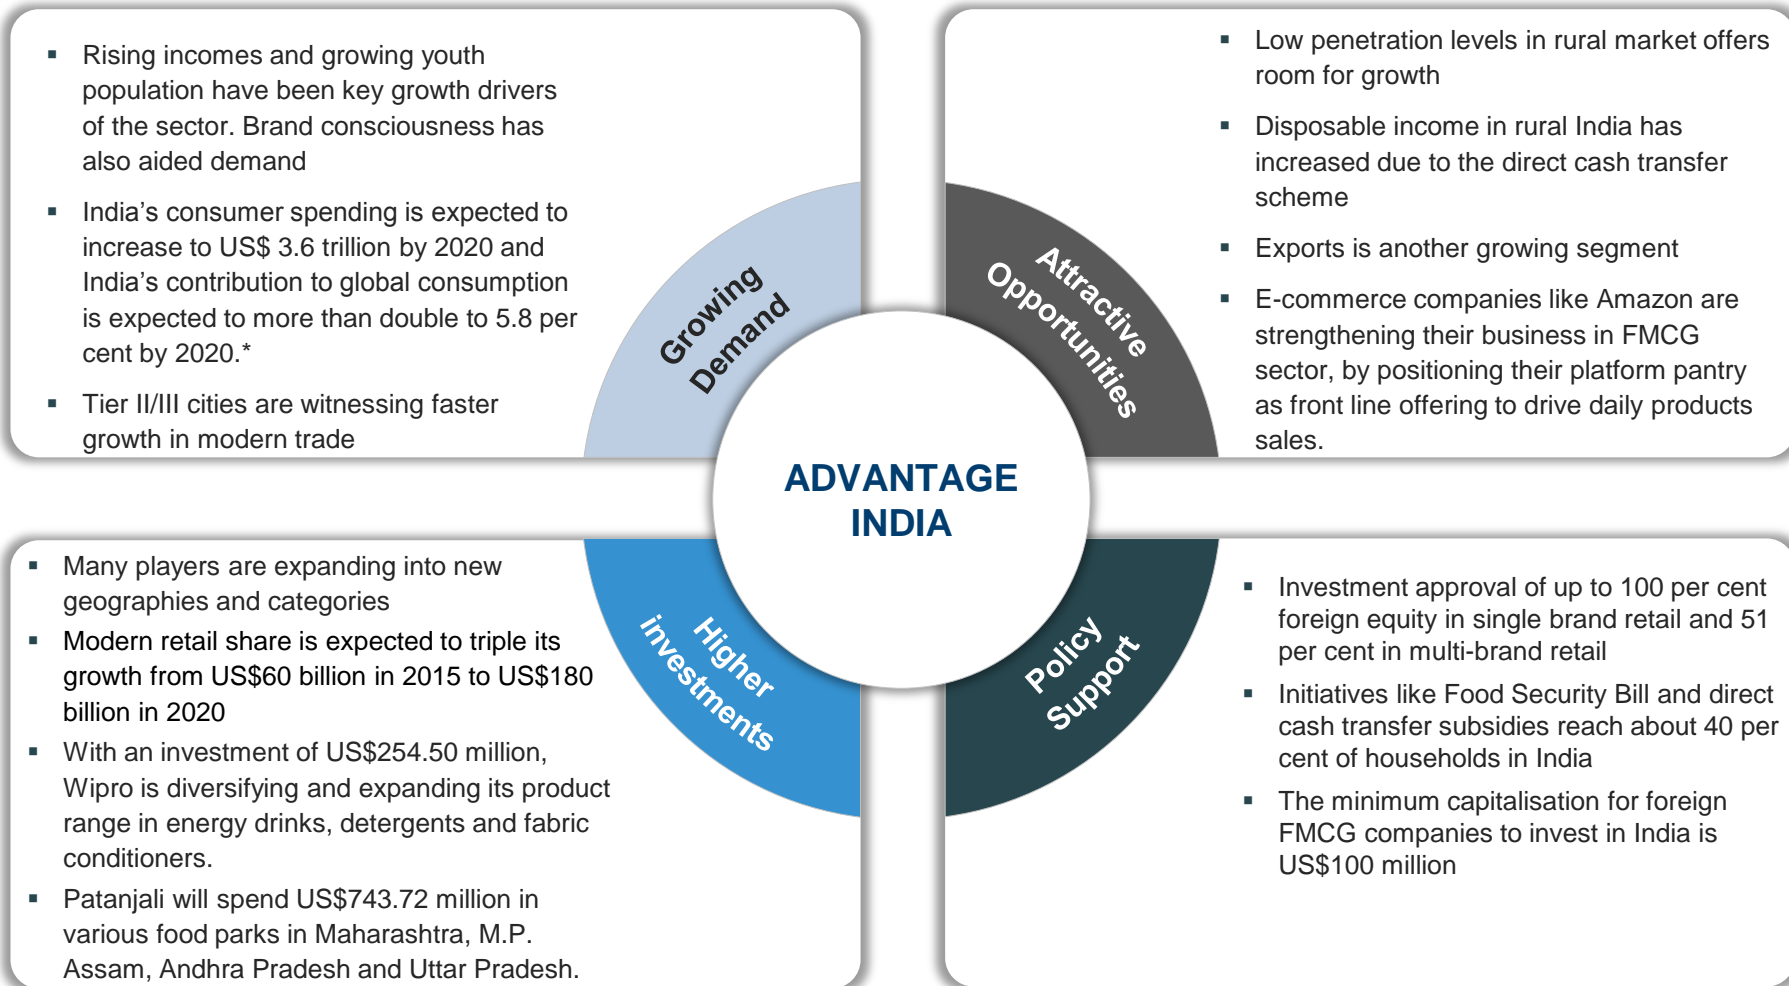 ▪ Rising incomes and growing youth
population have been key growth drivers
of the sector. Brand consciousness has
also aided demand
▪ India’s consumer spending is expected to
increase to US$ 3.6 trillion by 2020 and
India’s contribution to global consumption
is expected to more than double to 5.8 per
cent by 2020.*
▪ Tier II/III cities are witnessing faster
growth in modern trade
Growing
Demand
▪ Low penetration levels in rural market offers
room for growth
▪ Disposable income in rural India has
increased due to the direct cash transfer
scheme
▪ Exports is another growing segment
▪ E-commerce companies like Amazon are
strengthening their business in FMCG
sector, by positioning their platform pantry
as front line offering to drive daily products
sales.
Attractive
Opportunities
ADVANTAGE
INDIA
▪ Many players are expanding into new
geographies and categories
▪ Modern retail share is expected to triple its
growth from US$60 billion in 2015 to US$180
billion in 2020
▪ With an investment of US$254.50 million,
Wipro is diversifying and expanding its product
range in energy drinks, detergents and fabric
conditioners.
▪ Patanjali will spend US$743.72 million in
various food parks in Maharashtra, M.P.
Assam, Andhra Pradesh and Uttar Pradesh.
Higher
investments
▪ Investment approval of up to 100 per cent
foreign equity in single brand retail and 51
per cent in multi-brand retail
▪ Initiatives like Food Security Bill and direct
cash transfer subsidies reach about 40 per
cent of households in India
▪ The minimum capitalisation for foreign
FMCG companies to invest in India is
US$100 million
Policy
Support